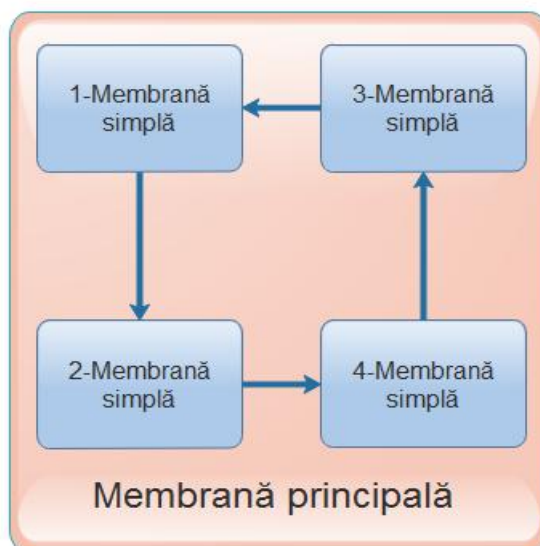 1-Membrană
simplă
3-Membrană
simplă
2-Membrană
simplă
4-Membrană
simplă
Membrană principală